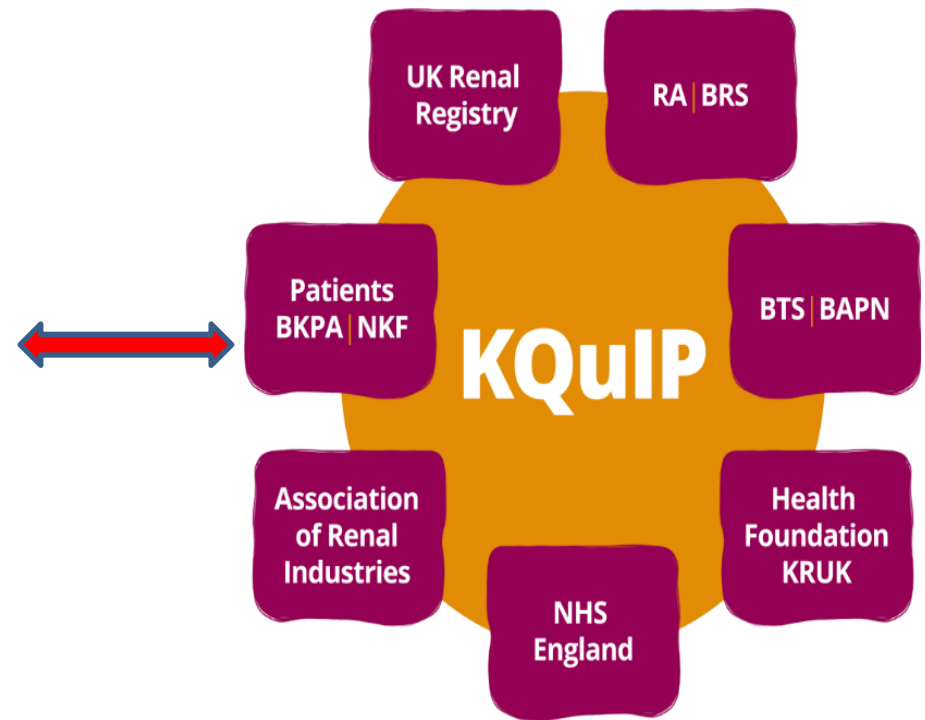 UK Renal
Registry
RA|BRS
Patients
BKPA|NKF
BTS|BAPN
KQuIP
Association
of Renal
Industries
Health
Foundation
KRUK
NHS
England